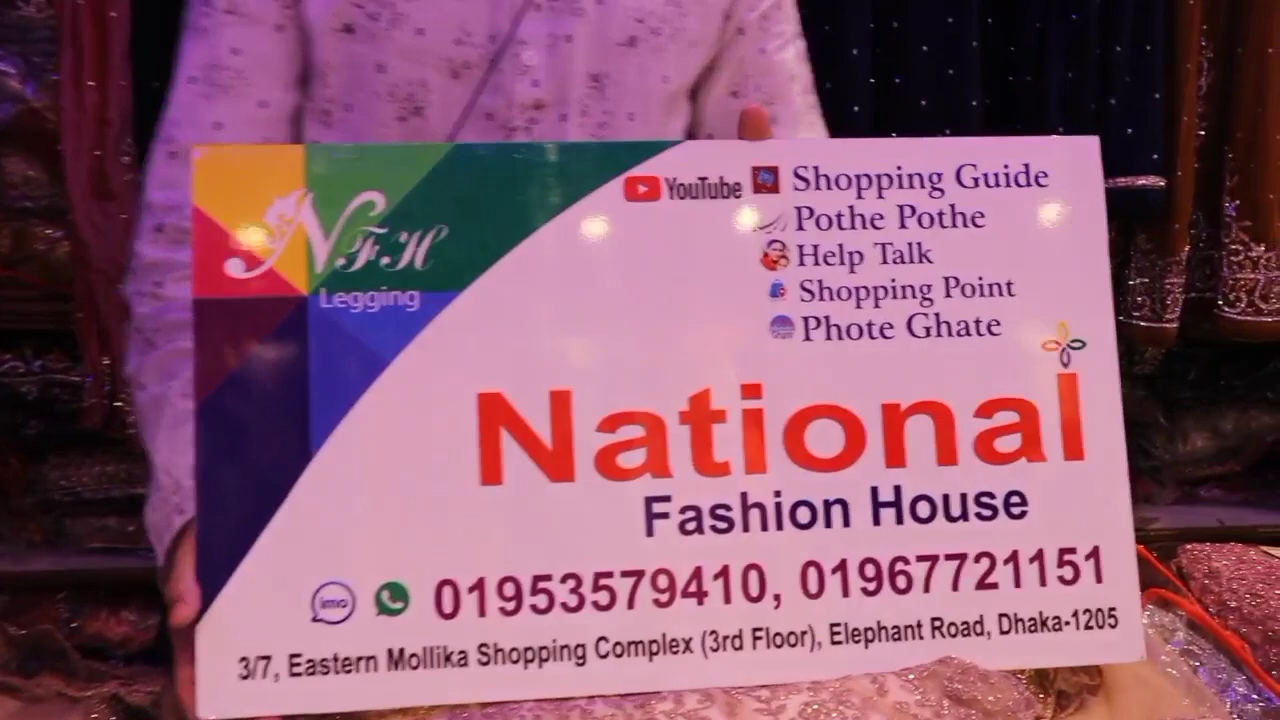 NFH
Legging
YouTube Shopping Guide
Pothe Pothe
Help Talk
Shopping Point
Phote Ghate
National
Fashion House
imo 01953579410, 01967721151
3/7, Eastern Mollika Shopping Complex (3rd Floor), Elephant Road, Dhaka-1205